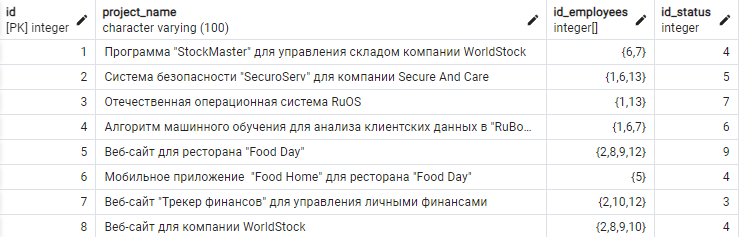 id project_name id_employees id_status
[PK] integer character varying (100) integer[] integer
1 Программа "StockMaster" для управления складом компании WorldStock {6,7} 4
2 Система безопасности "SecuroServ" для компании Secure And Care {1,6,13} 5
3 Отечественная операционная система RuOS {1,13} 7
4 Алгоритм машинного обучения для анализа клиентских данных в "RuBo... {1,6,7} 6
5 Веб-сайт для ресторана "Food Day" {2,8,9,12} 9
6 Мобильное приложение "Food Home" для ресторана "Food Day" {5} 4
7 Веб-сайт "Трекер финансов" для управления личными финансами {2,10,12} 3
8 Веб-сайт для компании WorldStock {2,8,9,10} 4